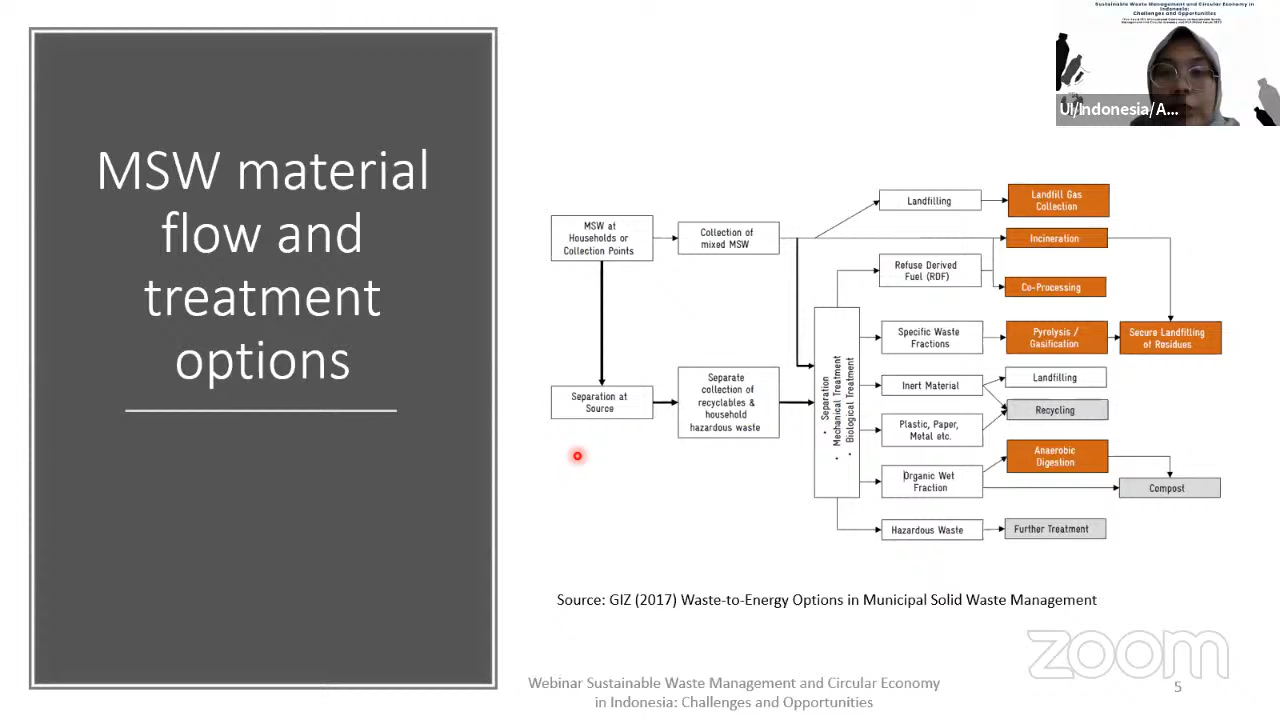 Sustainable Waste Management and Circular Economy in
Indonesia:
Challenges and Opportunities
UI/Indonesia/A...
MSW material
flow and
treatment
options
MSW at
Households or
Collection Points
Collection of
mixed MSW
Landfilling
Landfill Gas
Collection
Incineration
Refuse Derived
Fuel (RDF)
Co-Processing
Specific Waste
Fractions
Pyrolysis /
Gasification
Secure Landfilling
of Residues
Separation at
Source
Separate
collection of
recyclables &
household
hazardous waste
• Separation
• Mechanical Treatment
• Biological Treatment
Inert Material
Landfilling
Recycling
Plastic, Paper,
Metal etc.
Anaerobic
Digestion
Organic Wet
Fraction
Compost
Hazardous Waste
Further Treatment
Source: GIZ (2017) Waste-to-Energy Options in Municipal Solid Waste Management
zoom
Webinar Sustainable Waste Management and Circular Economy
in Indonesia: Challenges and Opportunities
5